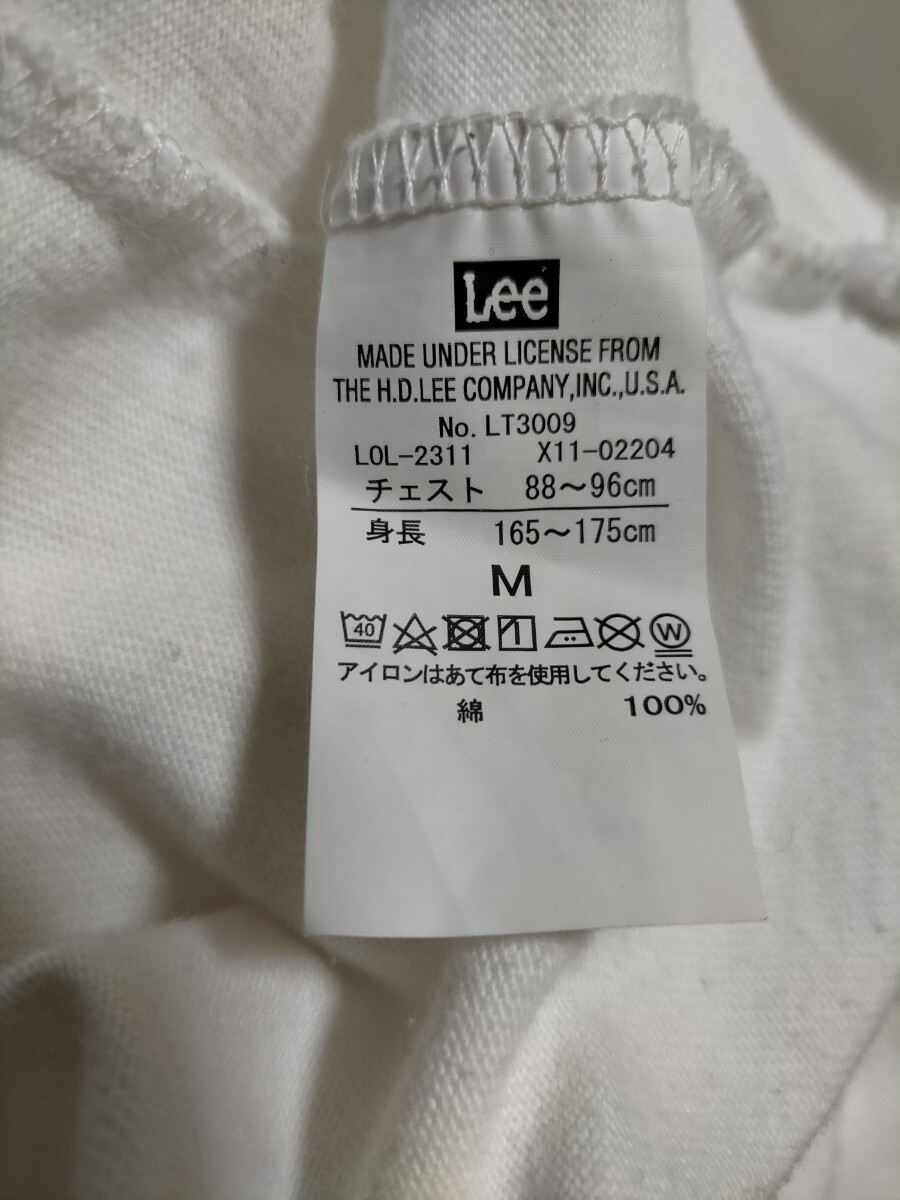 Lee
MADE UNDER LICENSE FROM
THE H.D.LEE COMPANY,INC.,U.S.A.
No. LT3009
LOL-2311 X11-02204
チェスト 88～96cm
身長 165～175cm
M
40 W
アイロンはあて布を使用してください。
綿 100%